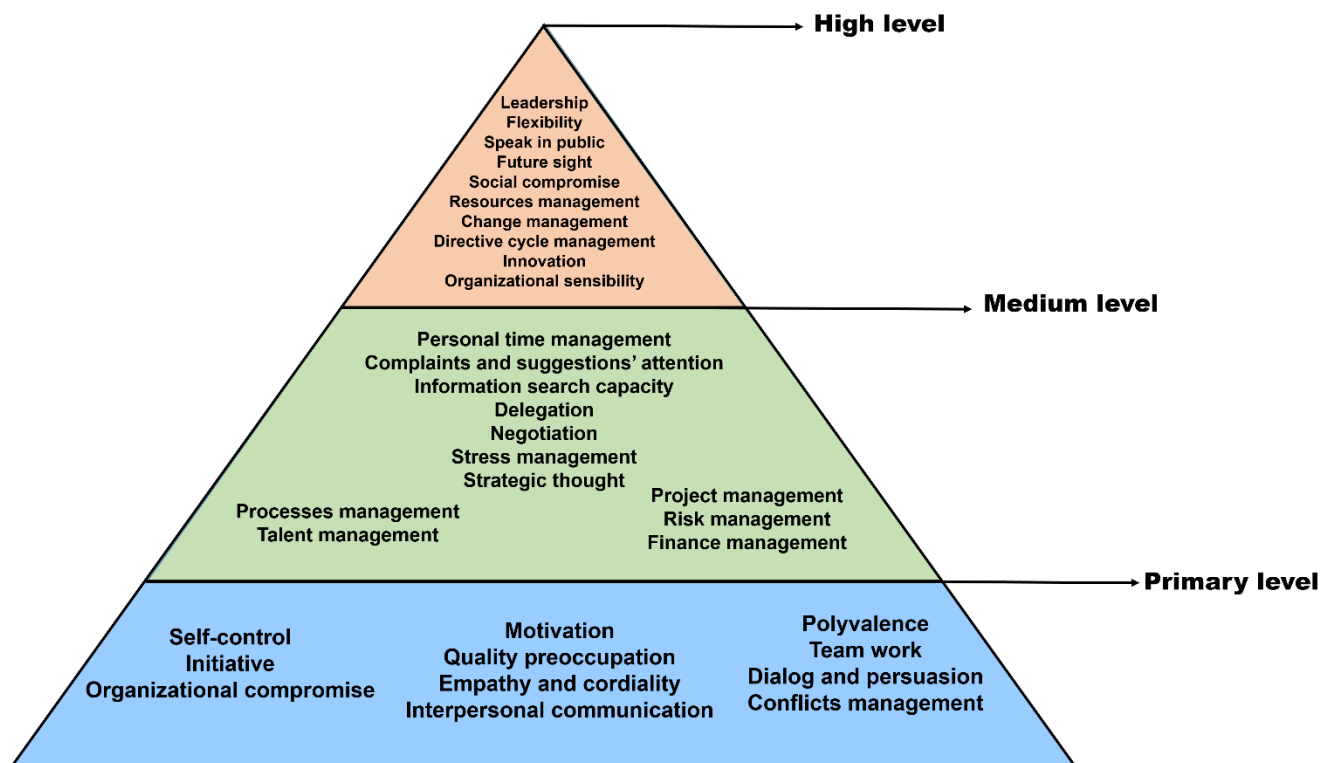 High level
Leadership
Flexibility
Speak in public
Future sight
Social compromise
Resources management
Change management
Directive cycle management
Innovation
Organizational sensibility
Medium level
Personal time management
Complaints and suggestions’ attention
Information search capacity
Delegation
Negotiation
Stress management
Strategic thought
Processes management
Talent management
Project management
Risk management
Finance management
Primary level
Self-control
Initiative
Organizational compromise
Motivation
Quality preoccupation
Empathy and cordiality
Interpersonal communication
Polyvalence
Team work
Dialog and persuasion
Conflicts management